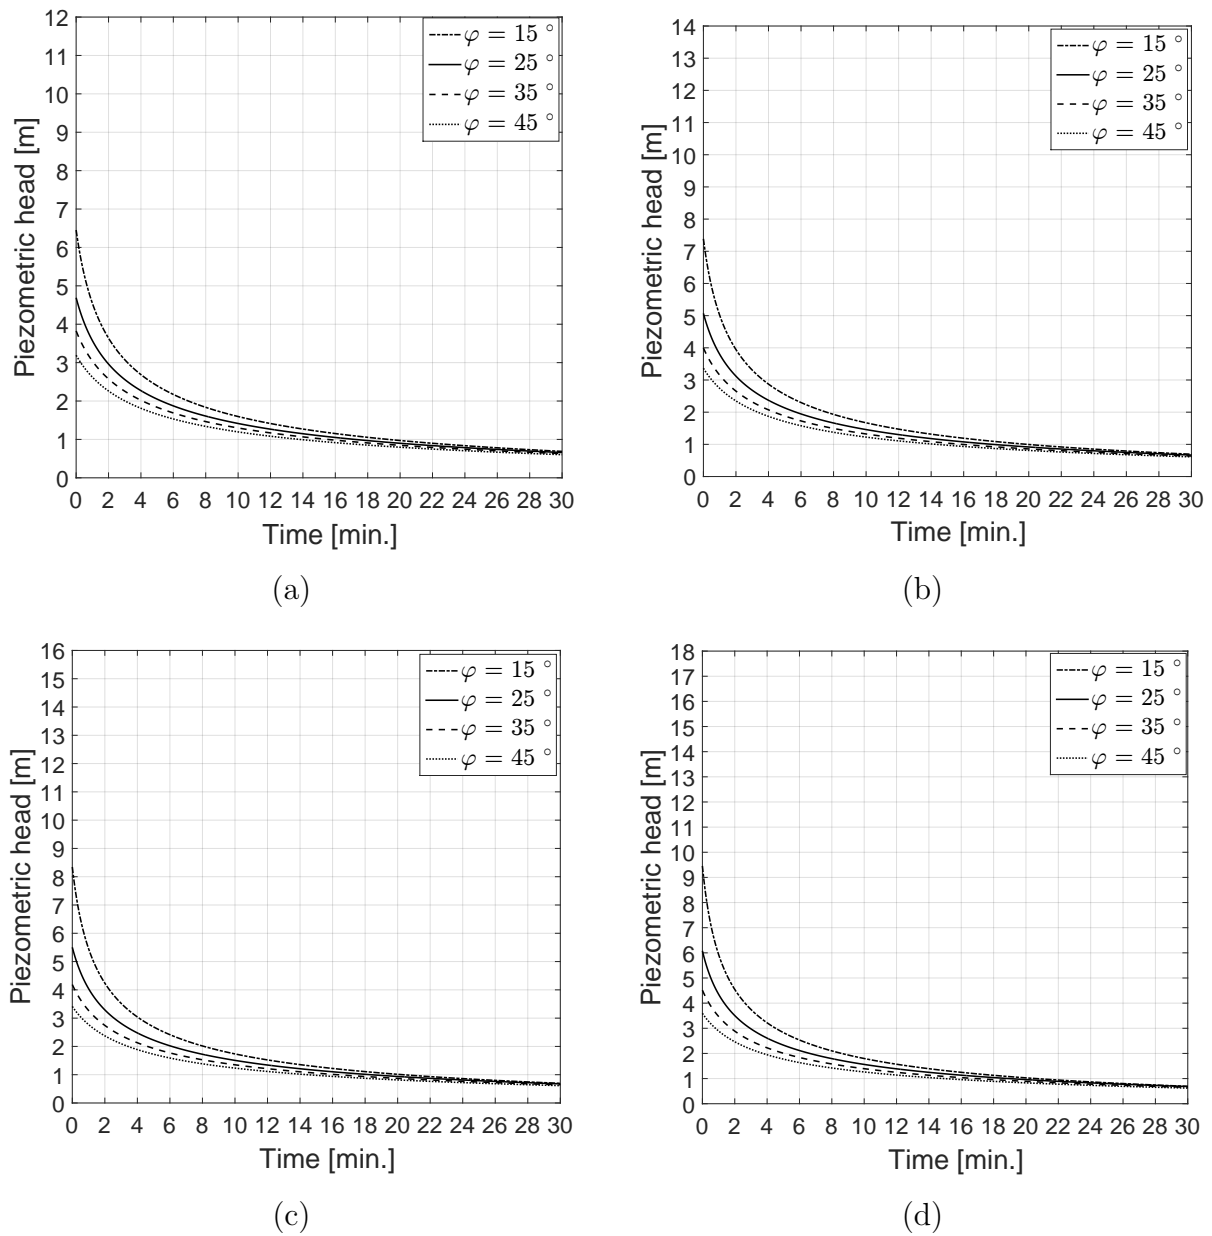 12
11
10
9
8
7
6
5
4
3
2
1
0
Piezometric head [m]
φ = 15 °
φ = 25 °
φ = 35 °
φ = 45 °
0 2 4 6 8 10 12 14 16 18 20 22 24 26 28 30
Time [min.]
(a)
14
13
12
11
10
9
8
7
6
5
4
3
2
1
0
Piezometric head [m]
φ = 15 °
φ = 25 °
φ = 35 °
φ = 45 °
0 2 4 6 8 10 12 14 16 18 20 22 24 26 28 30
Time [min.]
(b)
16
15
14
13
12
11
10
9
8
7
6
5
4
3
2
1
0
Piezometric head [m]
φ = 15 °
φ = 25 °
φ = 35 °
φ = 45 °
0 2 4 6 8 10 12 14 16 18 20 22 24 26 28 30
Time [min.]
(c)
18
17
16
15
14
13
12
11
10
9
8
7
6
5
4
3
2
1
0
Piezometric head [m]
φ = 15 °
φ = 25 °
φ = 35 °
φ = 45 °
0 2 4 6 8 10 12 14 16 18 20 22 24 26 28 30
Time [min.]
(d)